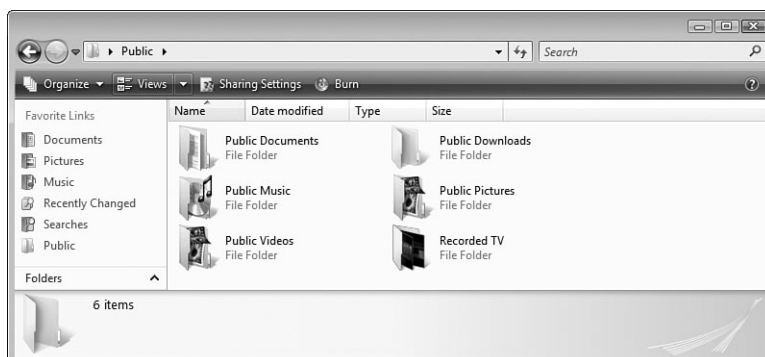 Public
Search
Organize Views Sharing Settings Burn
Favorite Links
Documents
Pictures
Music
Recently Changed
Searches
Public
Folders
Name Date modified Type Size
Public Documents
File Folder
Public Downloads
File Folder
Public Music
File Folder
Public Pictures
File Folder
Public Videos
File Folder
Recorded TV
File Folder
6 items